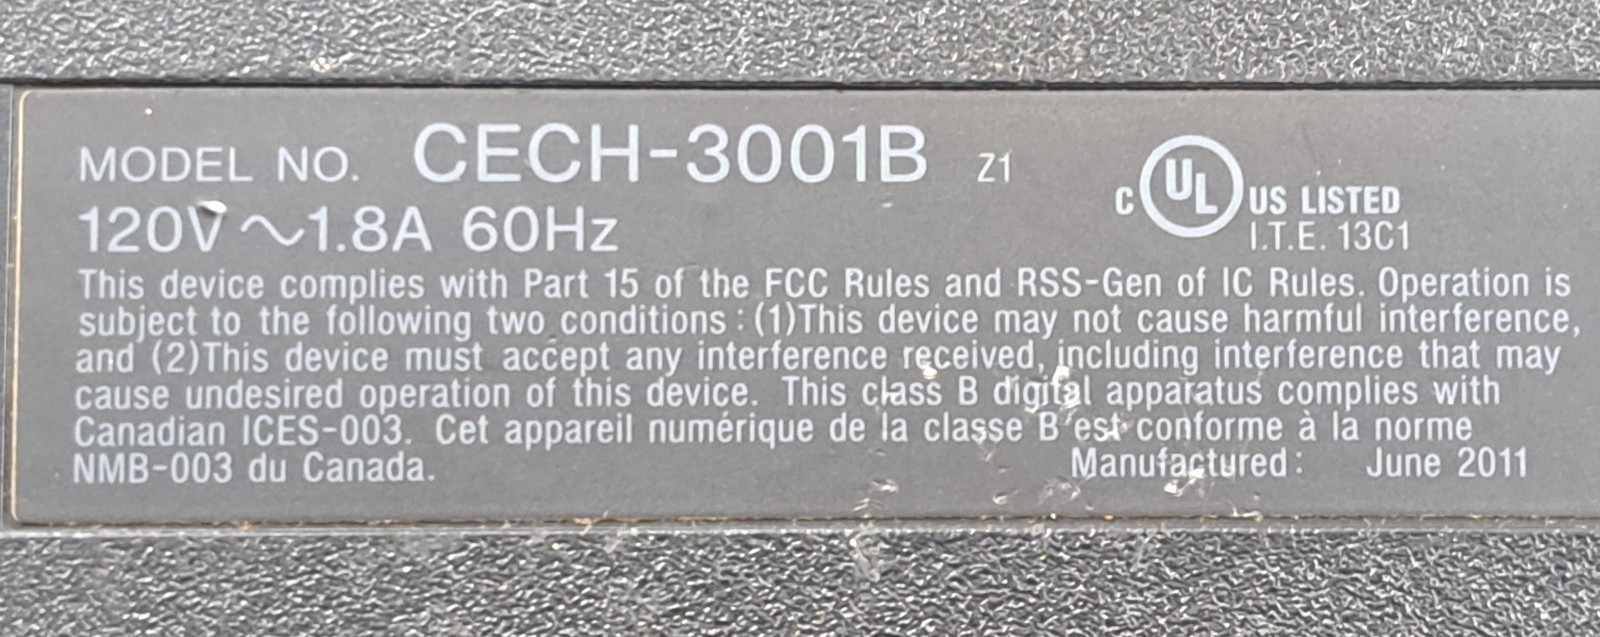 MODEL NO. CECH-3001B Z1
120V ~ 1.8A 60Hz
C UL US LISTED
I.T.E. 13C1
This device complies with Part 15 of the FCC Rules and RSS-Gen of IC Rules. Operation is
subject to the following two conditions : (1)This device may not cause harmful interference,
and (2)This device must accept any interference received, including interference that may
cause undesired operation of this device. This class B digital apparatus complies with
Canadian ICES-003. Cet appareil numérique de la classe B est conforme à la norme
NMB-003 du Canada.
Manufactured : June 2011